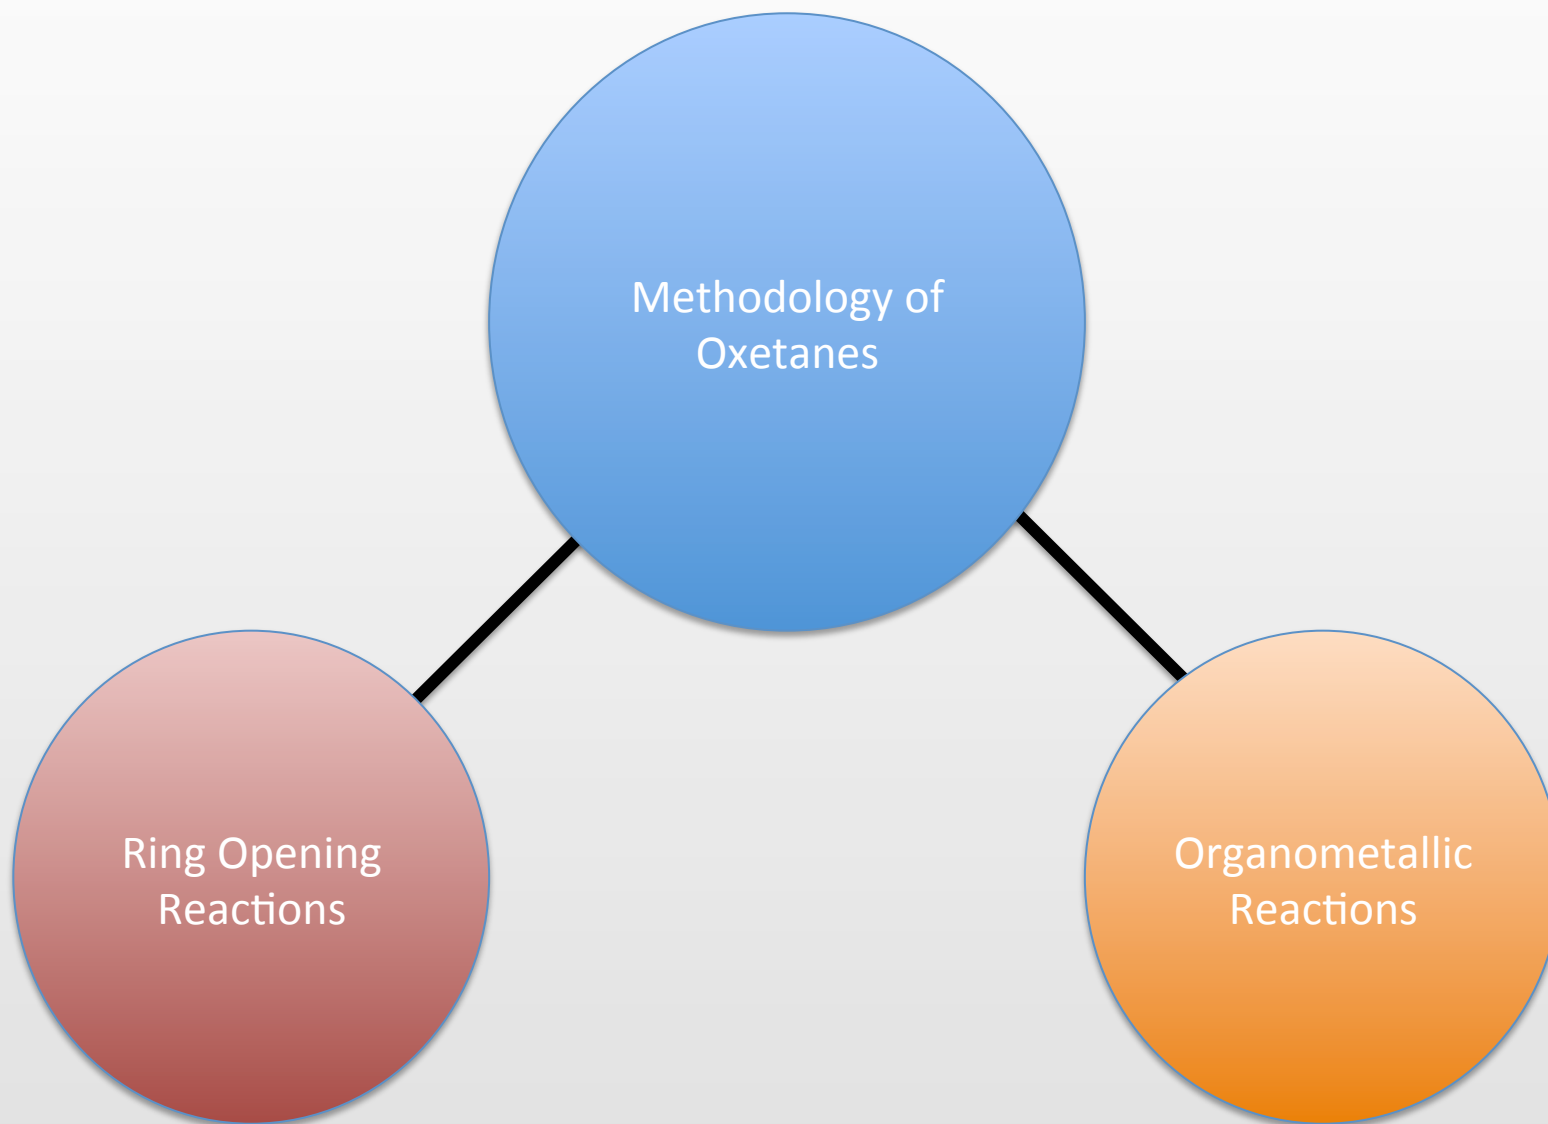 Methodology of
Oxetanes
Ring Opening
Reactions
Organometallic
Reactions